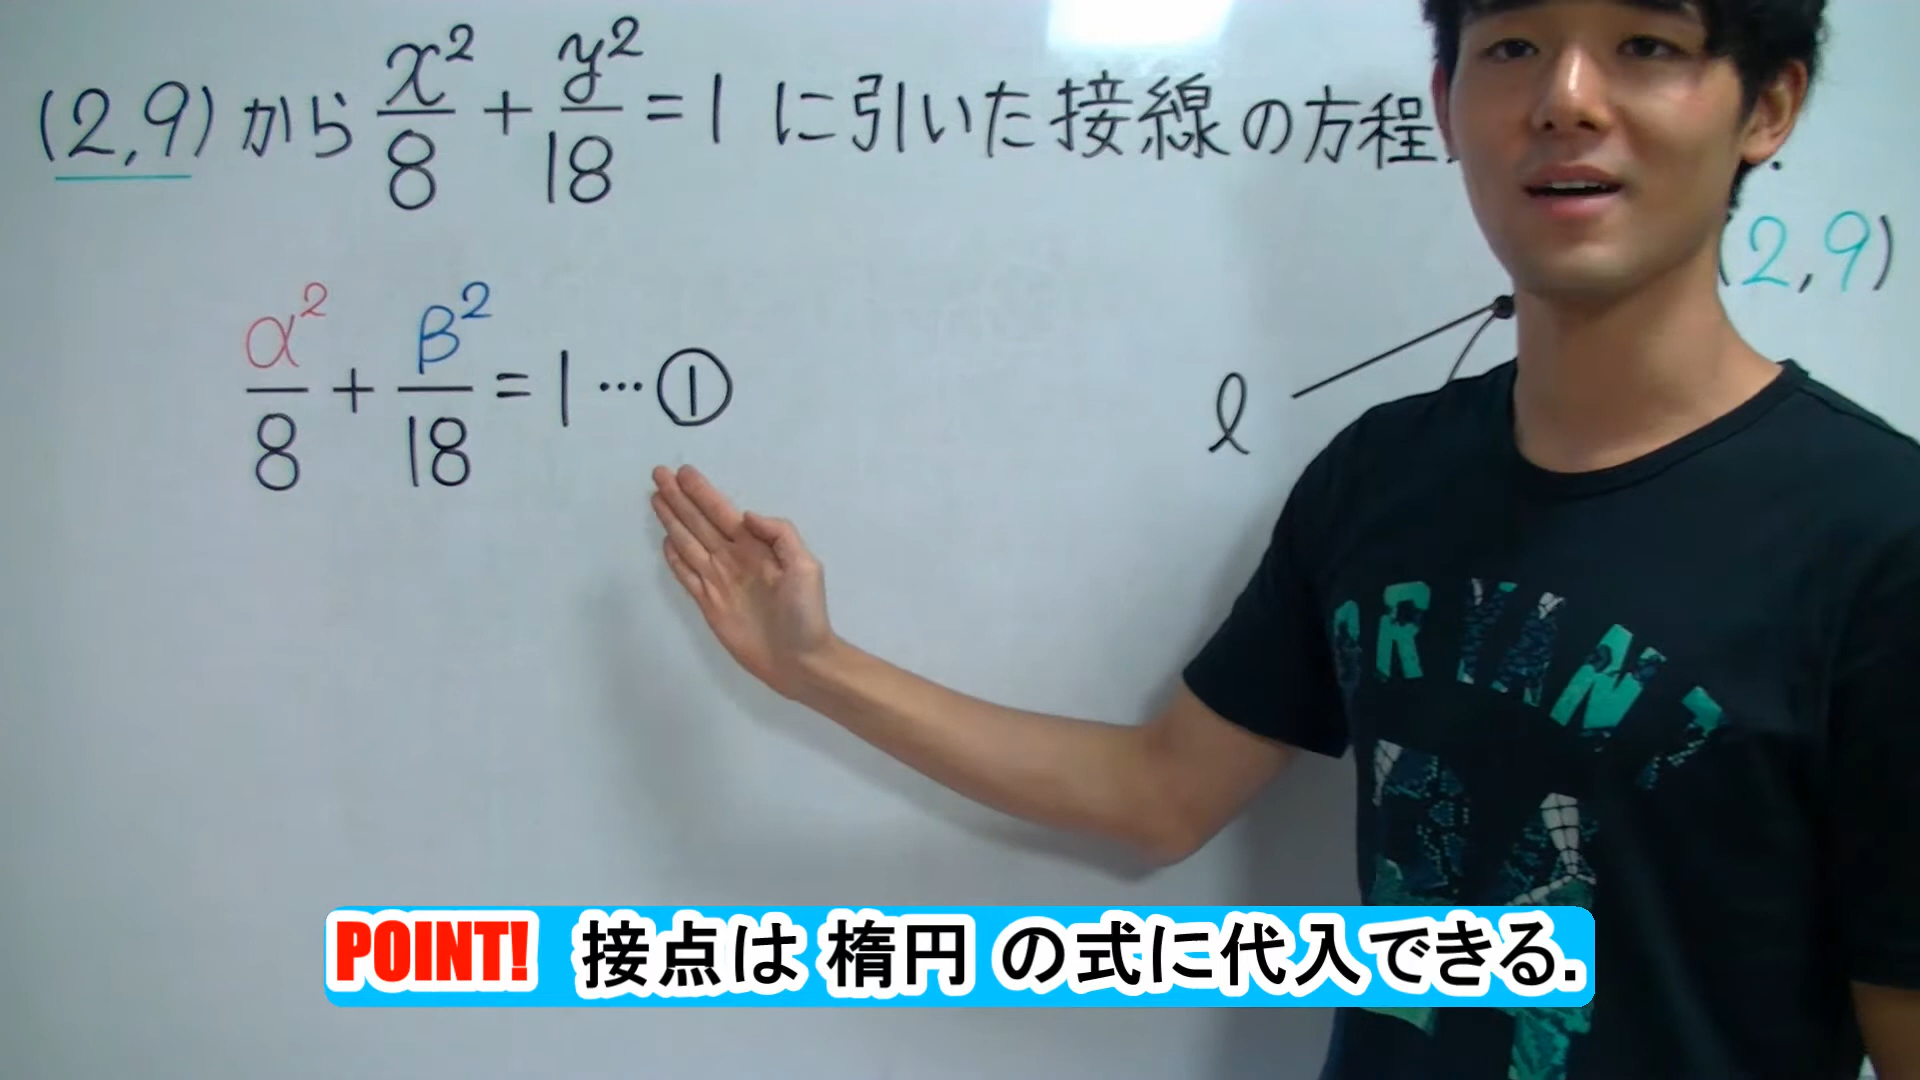 (2,9)から x²/8 + y²/18 = 1 に引いた接線の方程
(2,9)
α²/8 + β²/18 = 1 … ①
ℓ
POINT! 接点は 楕円 の式に代入できる.